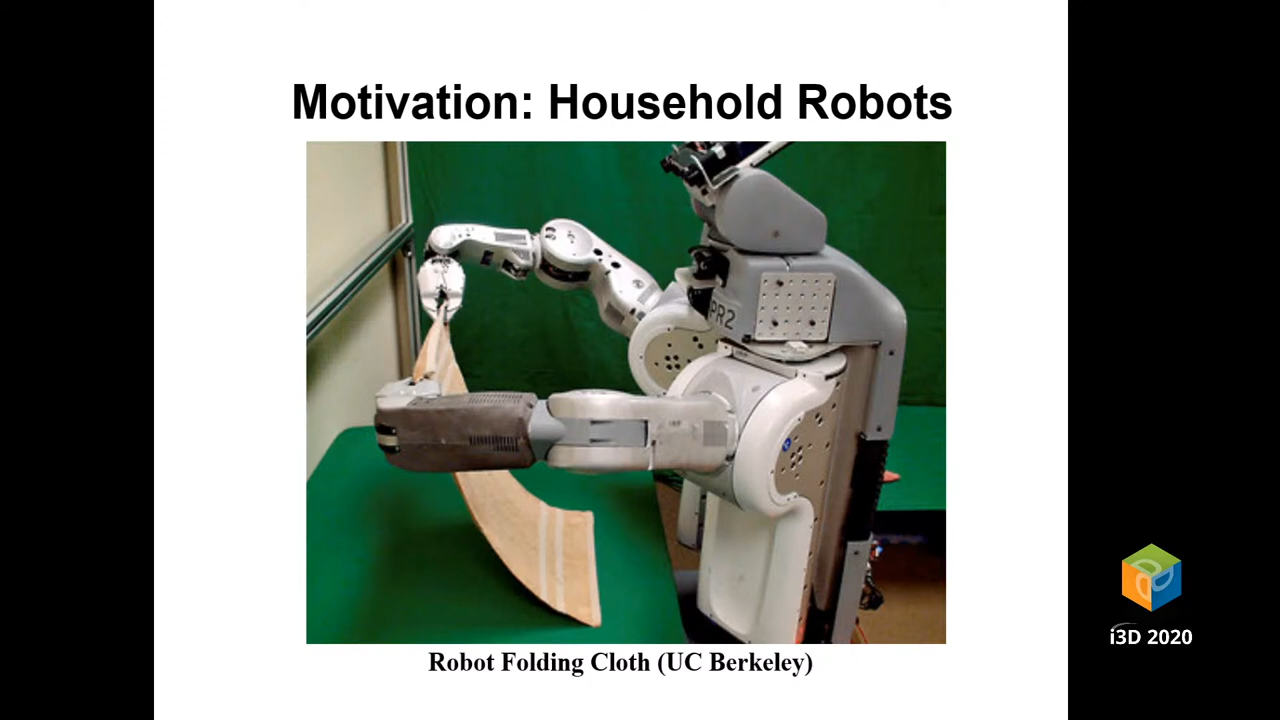 Motivation: Household Robots
PR2
Robot Folding Cloth (UC Berkeley)
i3D 2020